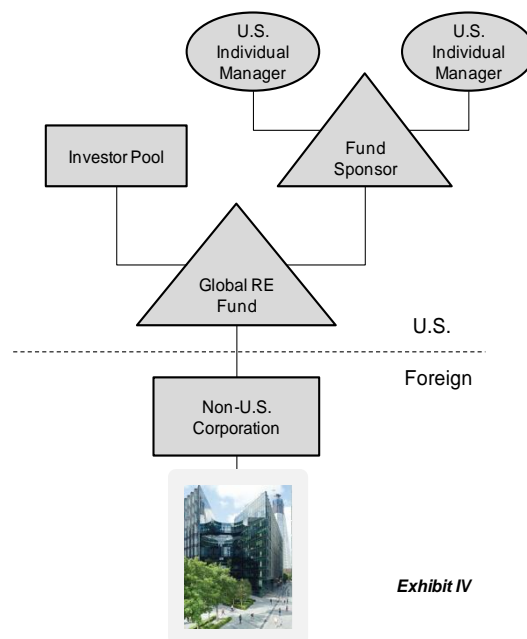 U.S.
Individual
Manager
U.S.
Individual
Manager
Investor Pool
Fund
Sponsor
Global RE
Fund
U.S.
Foreign
Non-U.S.
Corporation
Exhibit IV